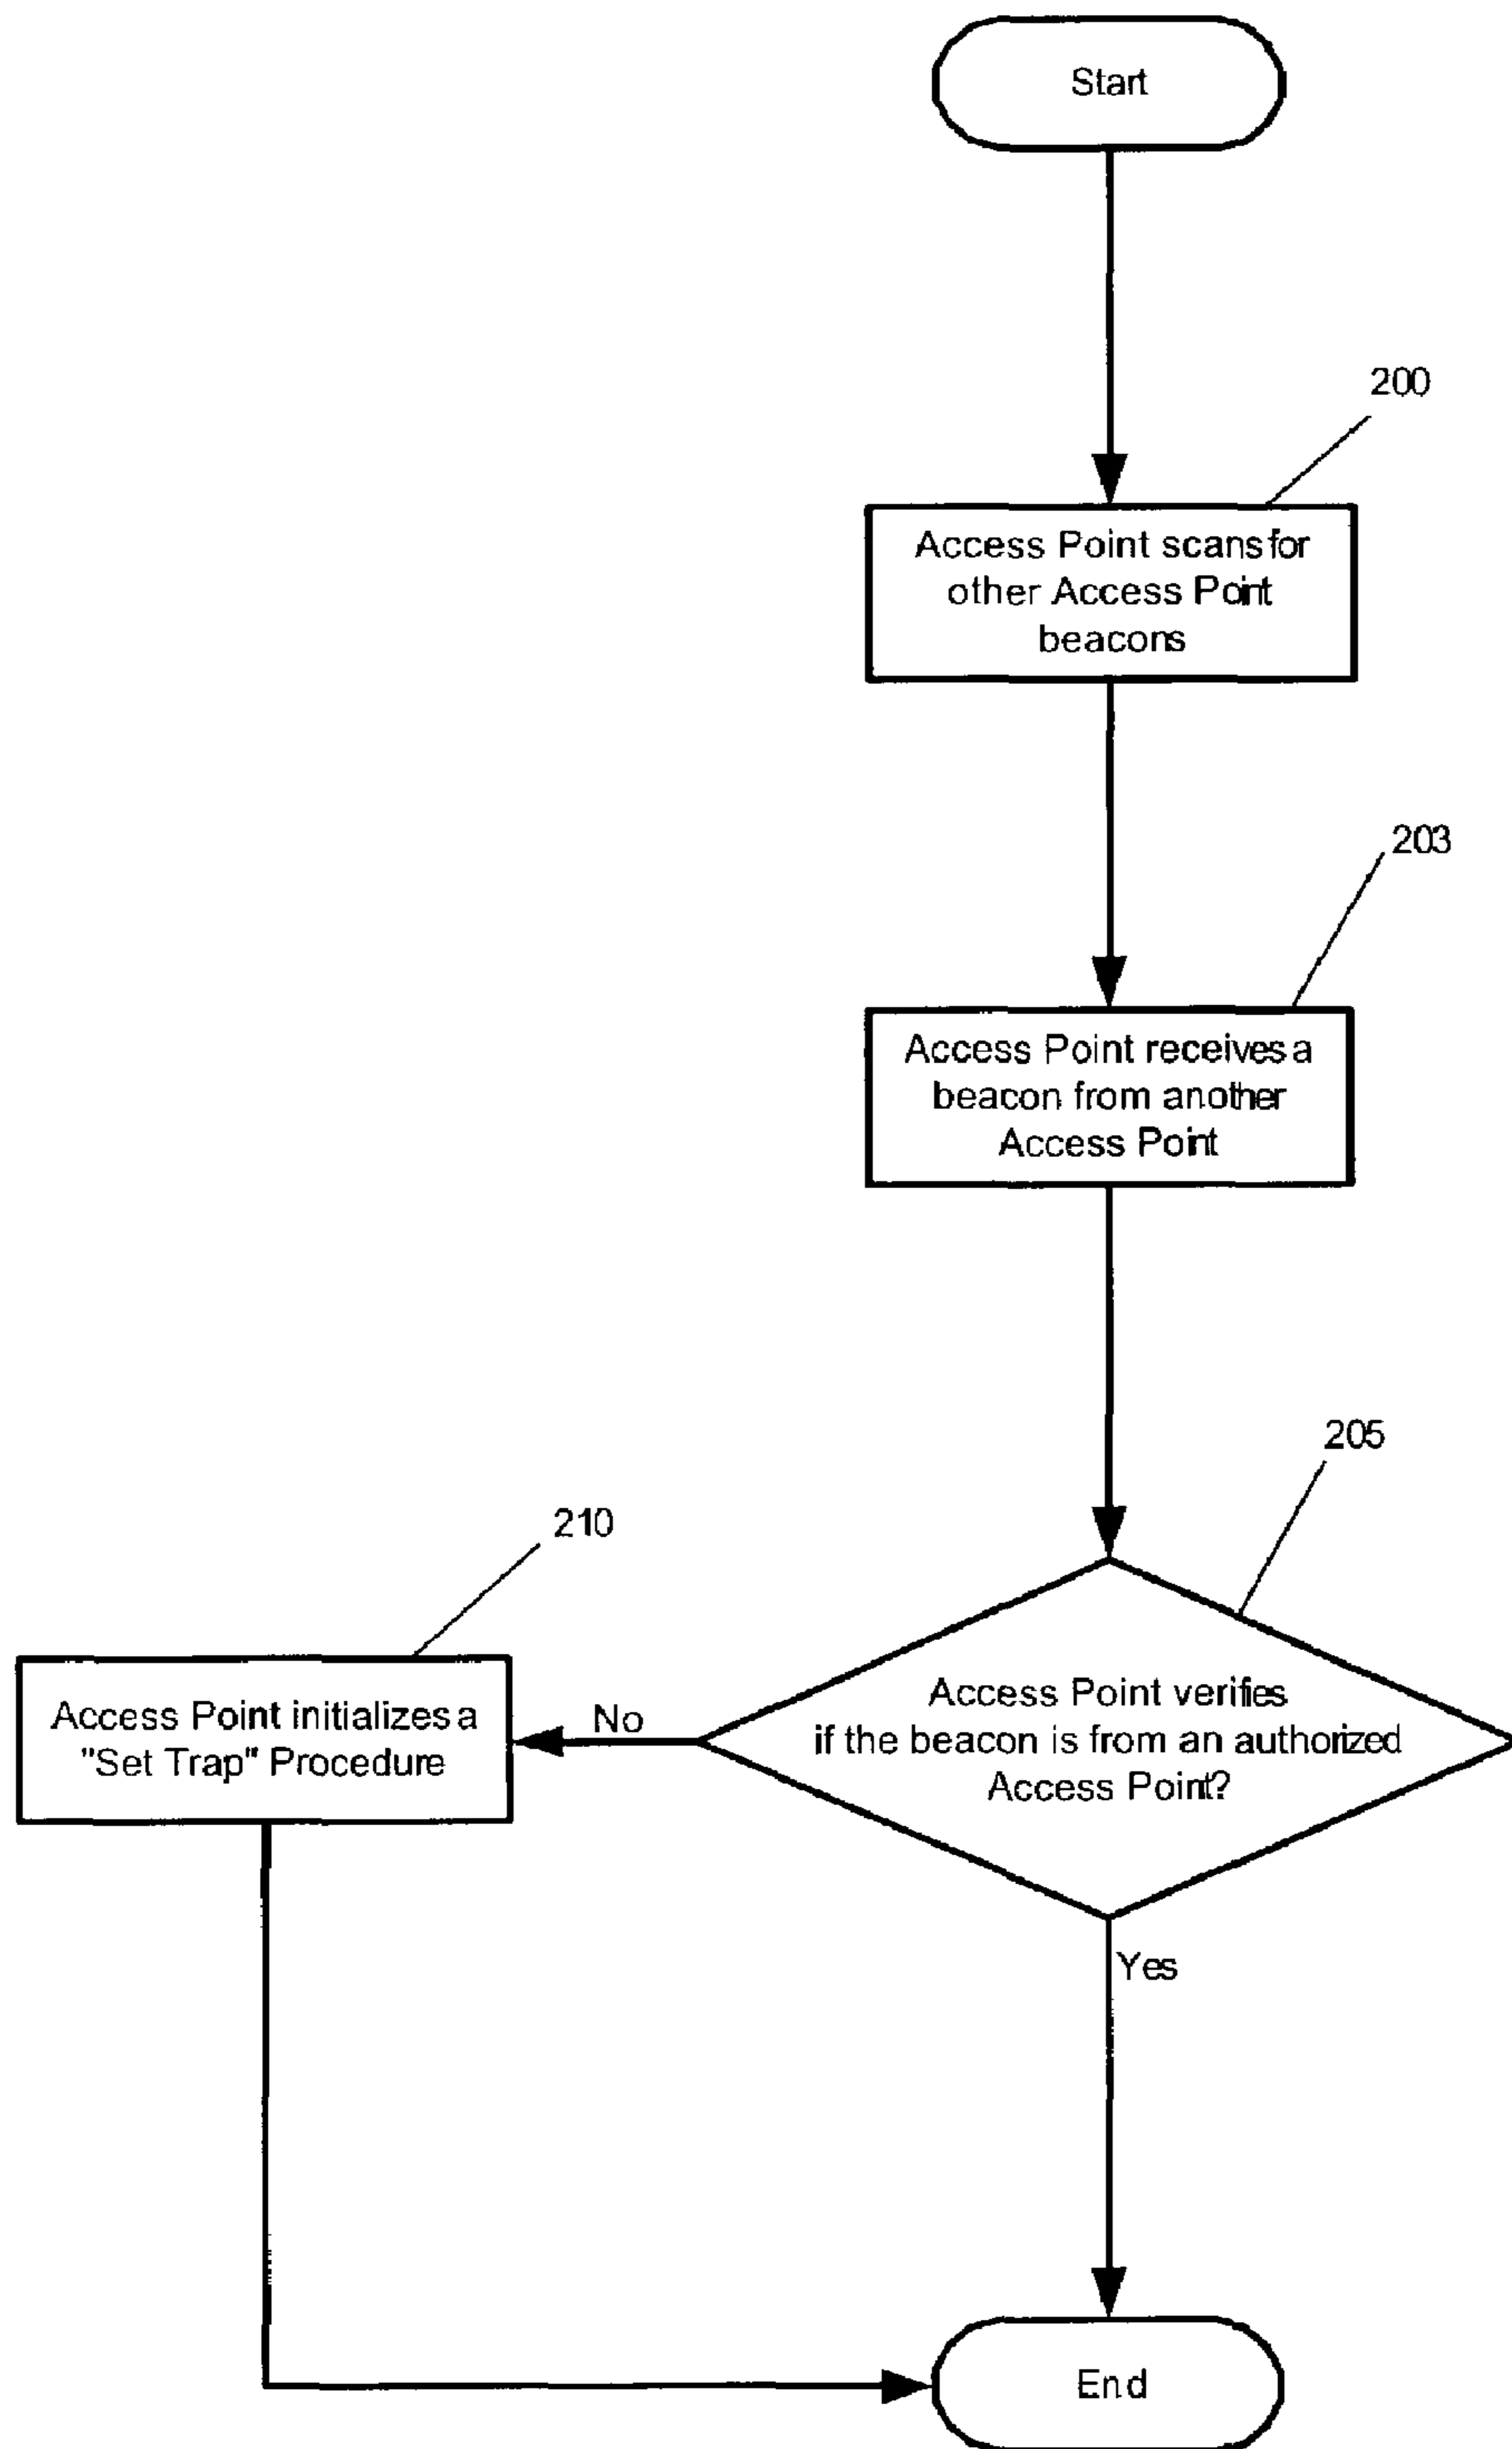 Start
200
Access Point scans for
other Access Point
beacons
203
Access Point receives a
beacon from another
Access Point
205
210
Access Point verifies
if the beacon is from an authorized
Access Point?
No
Access Point initializes a
"Set Trap" Procedure
Yes
End